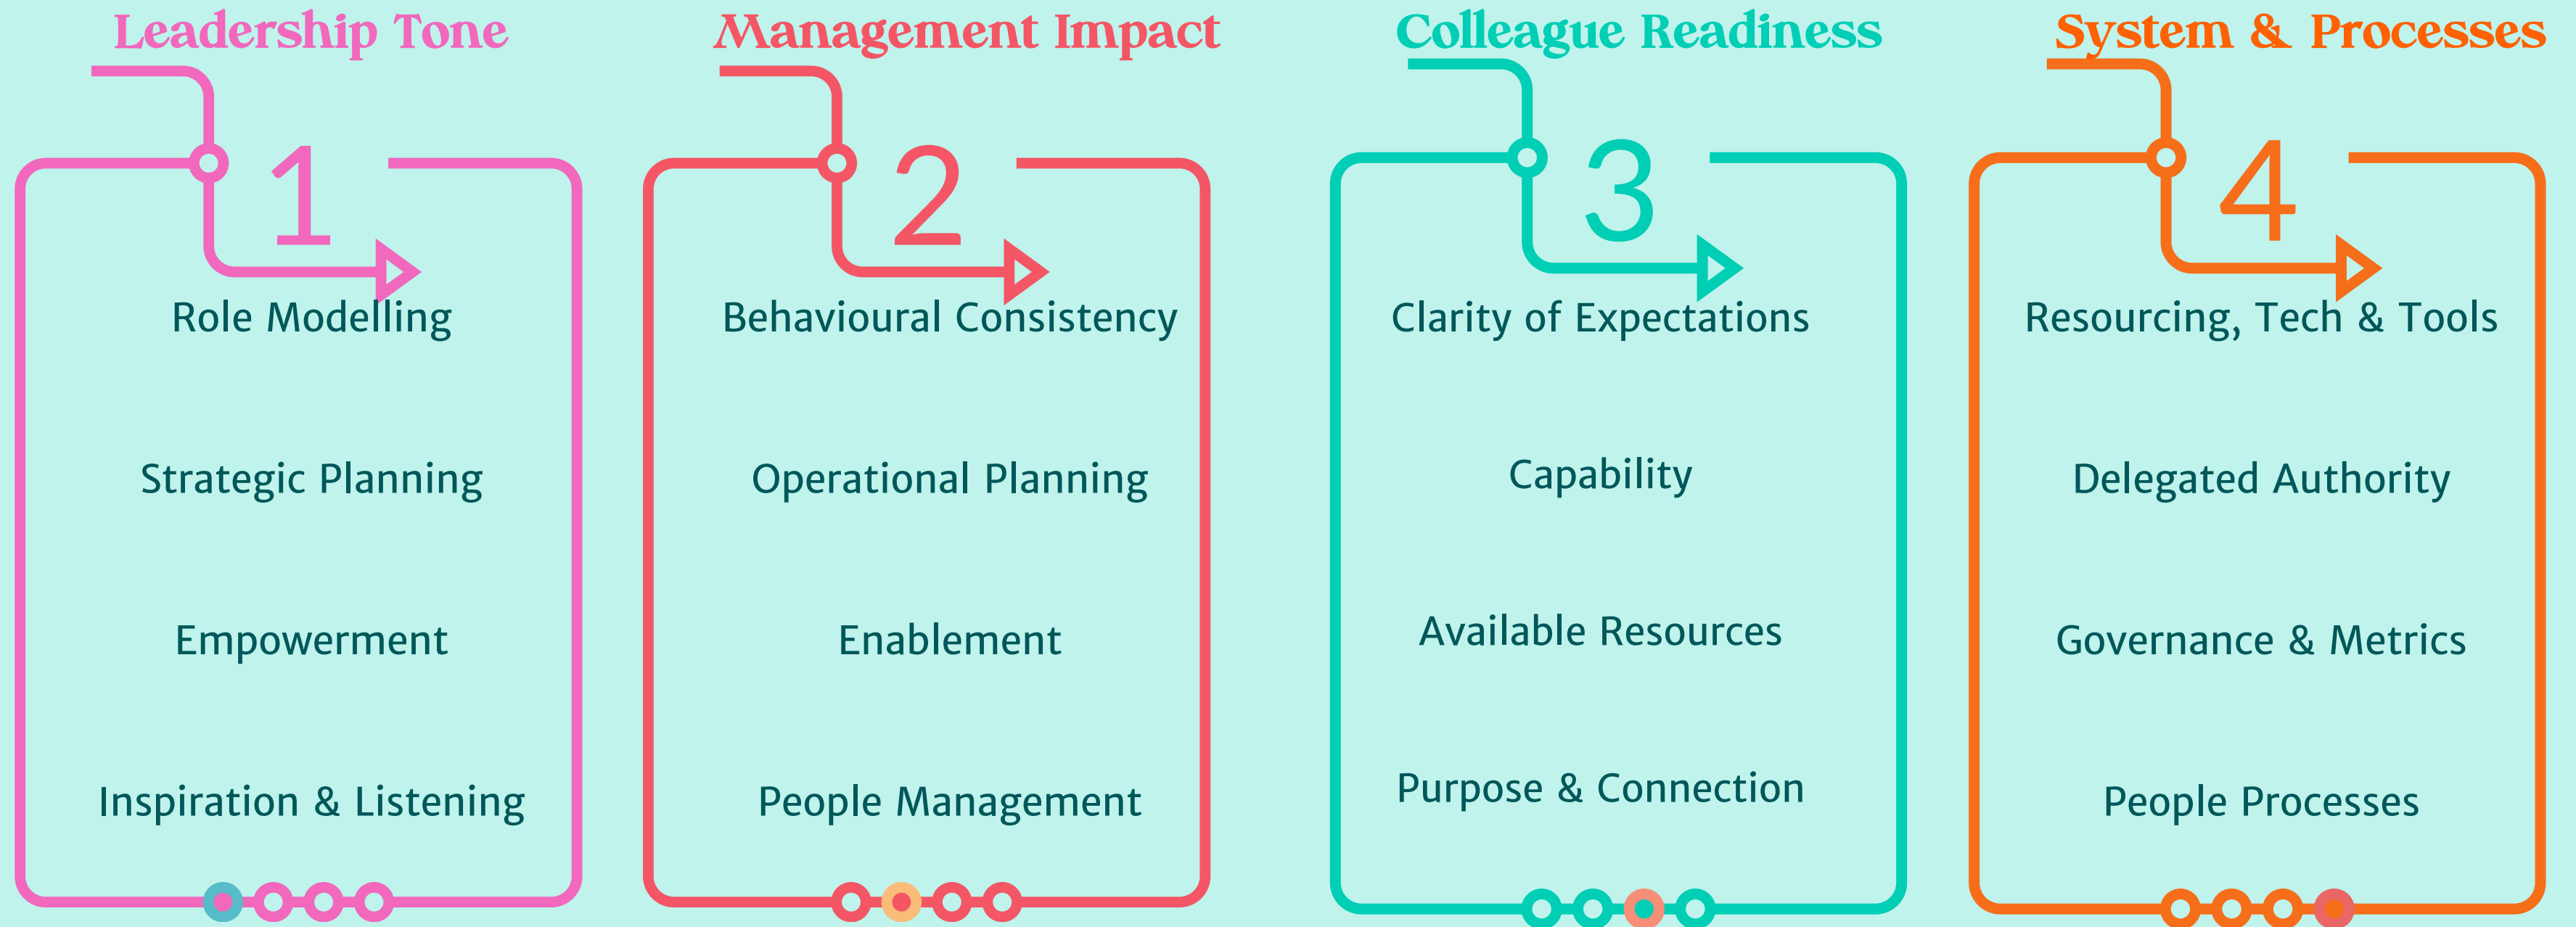 Leadership Tone
1
Role Modelling
Strategic Planning
Empowerment
Inspiration & Listening
Management Impact
2
Behavioural Consistency
Operational Planning
Enablement
People Management
Colleague Readiness
3
Clarity of Expectations
Capability
Available Resources
Purpose & Connection
System & Processes
4
Resourcing, Tech & Tools
Delegated Authority
Governance & Metrics
People Processes